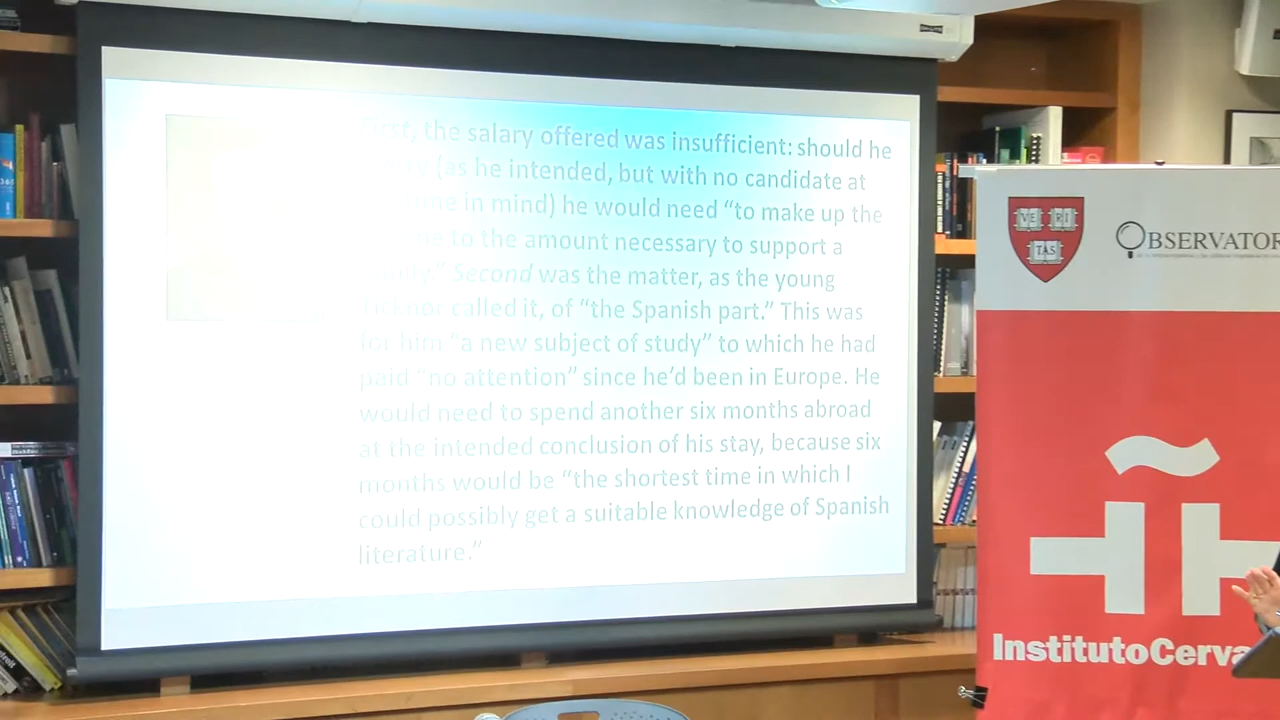 First, the salary offered was insufficient: should he
(as he intended, but with no candidate at
in mind) he would need “to make up the
to the amount necessary to support a
Second was the matter, as the young
Ticknor called it, of “the Spanish part.” This was
for him “a new subject of study” to which he had
paid “no attention” since he’d been in Europe. He
would need to spend another six months abroad
at the intended conclusion of his stay, because six
months would be “the shortest time in which I
could possibly get a suitable knowledge of Spanish
literature.”
VE RI
TAS
OBSERVATOR
InstitutoCerva